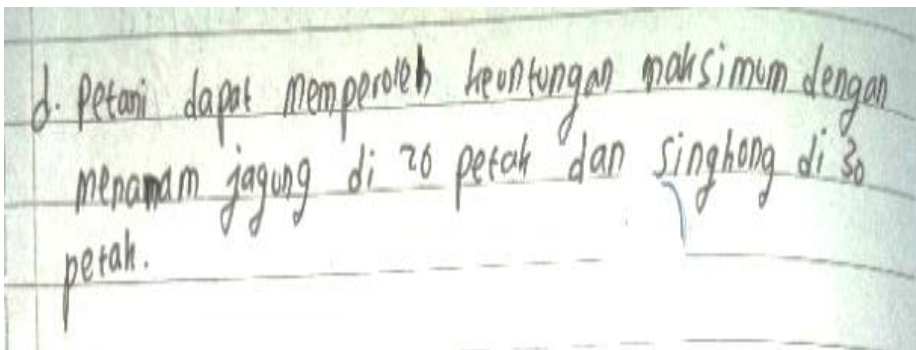 d. Petani dapat memperoleh keuntungan maksimum dengan
menanam jagung di 20 petak dan singkong di 30
petak.